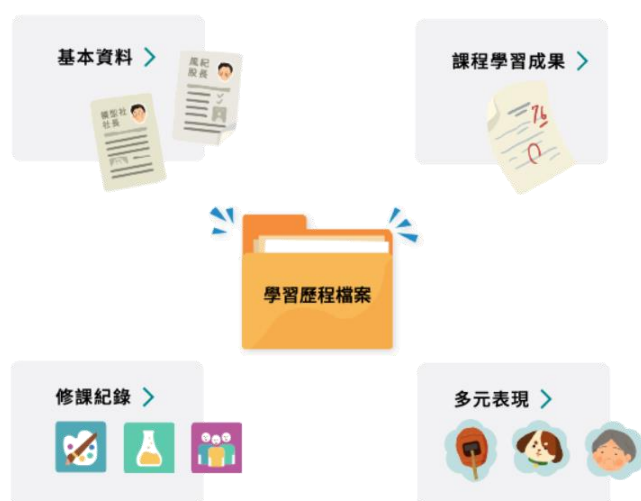 基本資料
風紀
股長
模型社
社長
課程學習成果
76
學習歷程檔案
修課紀錄
多元表現